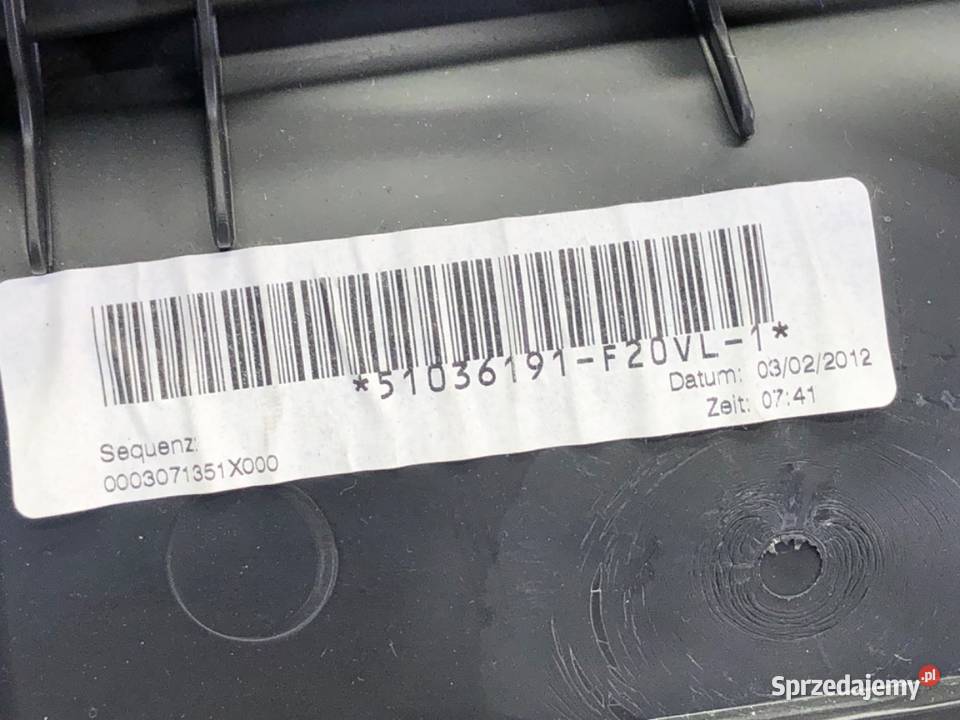 *51036191-F20VL-1*
Datum: 03/02/2012
Zeit: 07:41
Sequenz:
0003071351X000
Sprzedajemy.pl